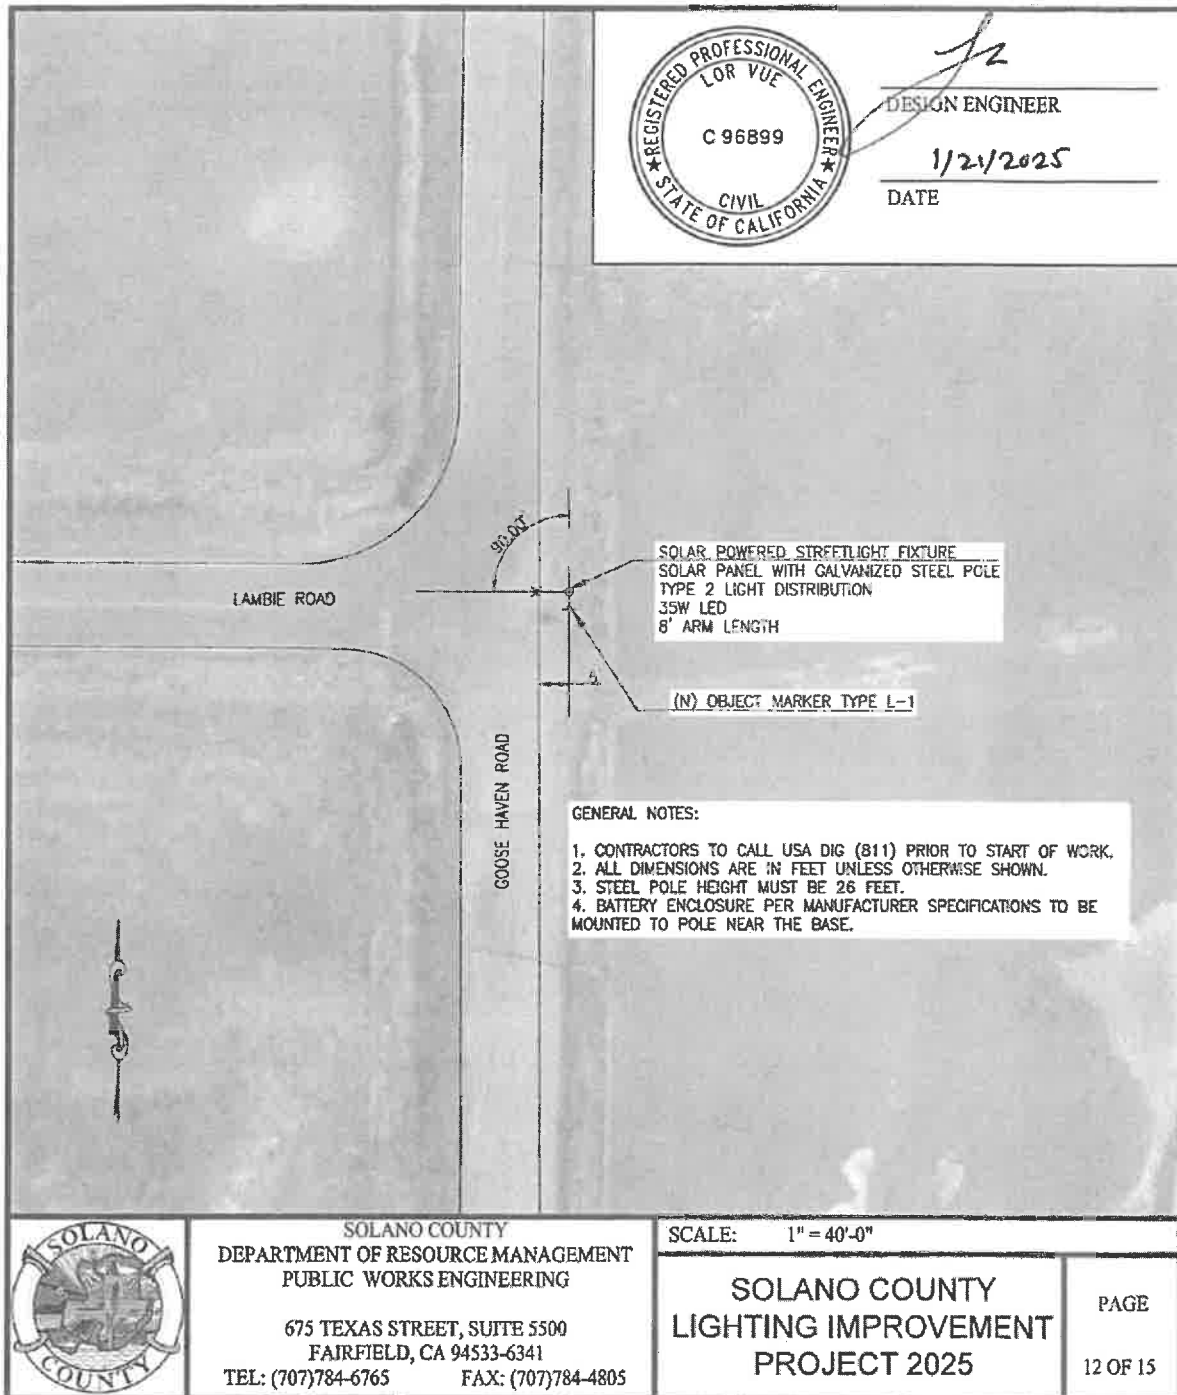 REGISTERED PROFESSIONAL ENGINEER
LOR VUE
C 96899
CIVIL
STATE OF CALIFORNIA
DESIGN ENGINEER
1/21/2025
DATE
90.00°
SOLAR POWERED STREETLIGHT FIXTURE
SOLAR PANEL WITH GALVANIZED STEEL POLE
TYPE 2 LIGHT DISTRIBUTION
35W LED
8' ARM LENGTH
LAMBIE ROAD
(N) OBJECT MARKER TYPE L-1
GOOSE HAVEN ROAD
GENERAL NOTES:
1. CONTRACTORS TO CALL USA DIG (811) PRIOR TO START OF WORK.
2. ALL DIMENSIONS ARE IN FEET UNLESS OTHERWISE SHOWN.
3. STEEL POLE HEIGHT MUST BE 26 FEET.
4. BATTERY ENCLOSURE PER MANUFACTURER SPECIFICATIONS TO BE
MOUNTED TO POLE NEAR THE BASE.
SOLANO
COUNTY
SOLANO COUNTY
DEPARTMENT OF RESOURCE MANAGEMENT
PUBLIC WORKS ENGINEERING
675 TEXAS STREET, SUITE 5500
FAIRFIELD, CA 94533-6341
TEL: (707)784-6765 FAX: (707)784-4805
SCALE: 1" = 40'-0"
SOLANO COUNTY
LIGHTING IMPROVEMENT
PROJECT 2025
PAGE
12 OF 15